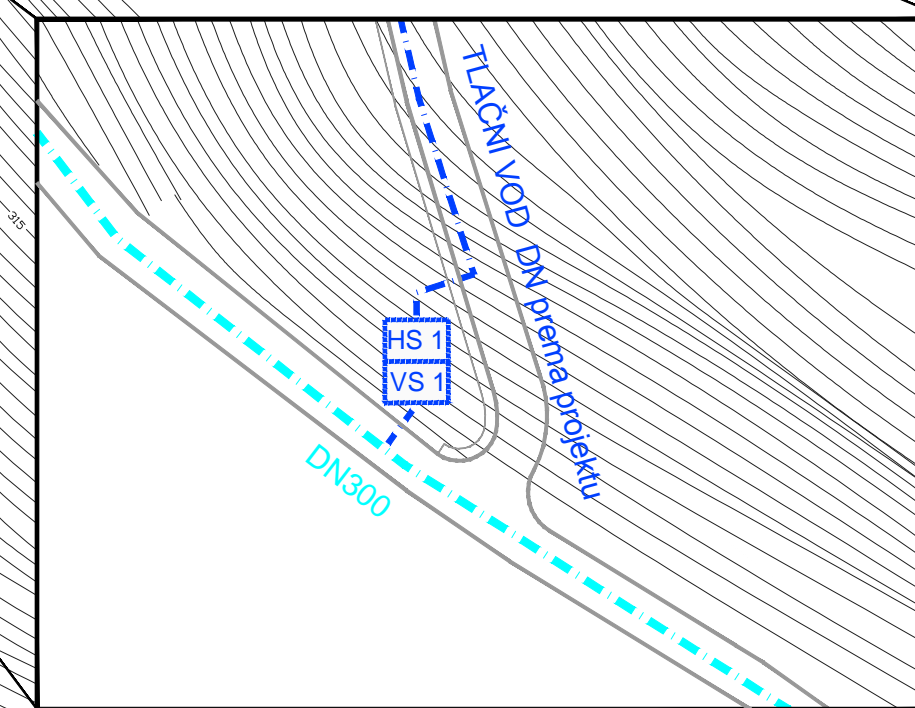 TLAČNI VOD DN prema projektu
315
HS 1
VS 1
DN300